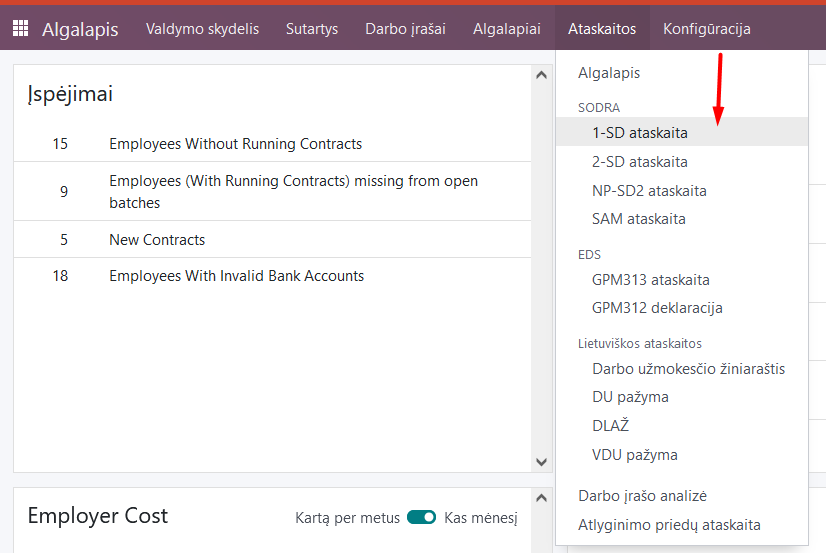 Algalapis Valdymo skydelis Sutartys Darbo įrašai Algalapiai Ataskaitos Konfigūracija
Įspėjimai
15 Employees Without Running Contracts
9 Employees (With Running Contracts) missing from open
batches
5 New Contracts
18 Employees With Invalid Bank Accounts
Employer Cost Kartą per metus Kas mėnesį
Algalapis
SODRA
1-SD ataskaita
2-SD ataskaita
NP-SD2 ataskaita
SAM ataskaita
EDS
GPM313 ataskaita
GPM312 deklaracija
Lietuviškos ataskaitos
Darbo užmokesčio žiniaraštis
DU pažyma
DLAŽ
VDU pažyma
Darbo įrašo analizė
Atlyginimo priedų ataskaita